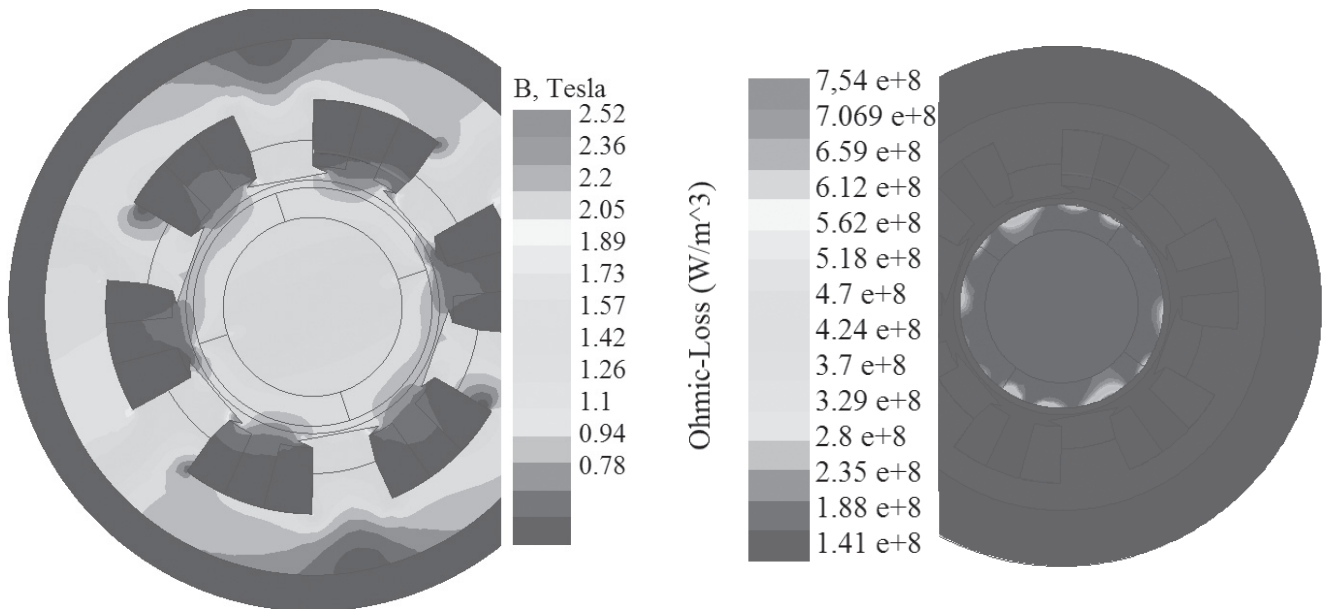 B, Tesla
2.52
2.36
2.2
2.05
1.89
1.73
1.57
1.42
1.26
1.1
0.94
0.78
Ohmic-Loss (W/m^3)
7,54 e+8
7.069 e+8
6.59 e+8
6.12 e+8
5.62 e+8
5.18 e+8
4.7 e+8
4.24 e+8
3.7 e+8
3.29 e+8
2.8 e+8
2.35 e+8
1.88 e+8
1.41 e+8